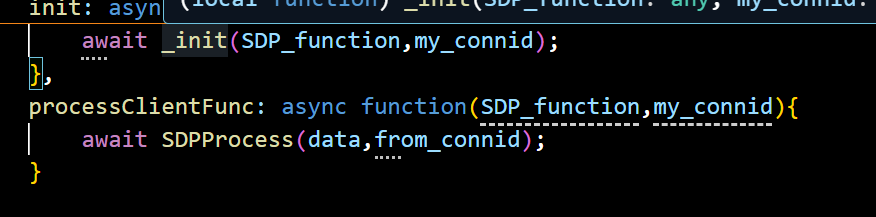 init: asyn (local function) _init(SDP_function: any, my_connid:
await _init(SDP_function,my_connid);
},
processClientFunc: async function(SDP_function,my_connid){
await SDPProcess(data,from_connid);
}